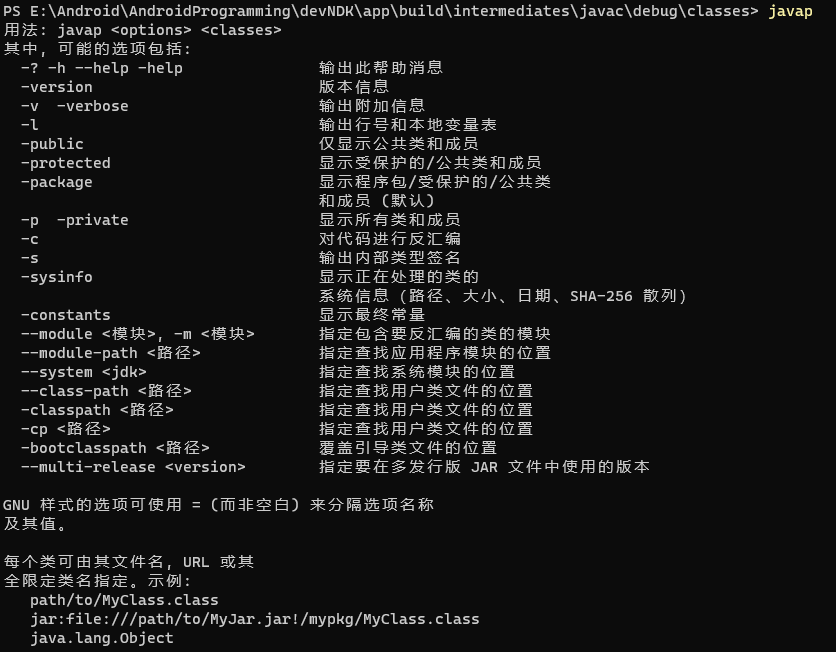 PS E:\Android\AndroidProgramming\devNDK\app\build\intermediates\javac\debug\classes> javap
用法: javap <options> <classes>
其中, 可能的选项包括:
  -? -h --help -help               输出此帮助消息
  -version                         版本信息
  -v  -verbose                     输出附加信息
  -l                               输出行号和本地变量表
  -public                          仅显示公共类和成员
  -protected                       显示受保护的/公共类和成员
  -package                         显示程序包/受保护的/公共类
                                   和成员 (默认)
  -p  -private                     显示所有类和成员
  -c                               对代码进行反汇编
  -s                               输出内部类型签名
  -sysinfo                         显示正在处理的类的
                                   系统信息 (路径、大小、日期、SHA-256 散列)
  -constants                       显示最终常量
  --module <模块>, -m <模块>       指定包含要反汇编的类的模块
  --module-path <路径>             指定查找应用程序模块的位置
  --system <jdk>                   指定查找系统模块的位置
  --class-path <路径>              指定查找用户类文件的位置
  -classpath <路径>                指定查找用户类文件的位置
  -cp <路径>                       指定查找用户类文件的位置
  -bootclasspath <路径>            覆盖引导类文件的位置
  --multi-release <version>        指定要在多发行版 JAR 文件中使用的版本

GNU 样式的选项可使用 = (而非空白) 来分隔选项名称
及其值。

每个类可由其文件名, URL 或其
全限定类名指定。示例:
   path/to/MyClass.class
   jar:file:///path/to/MyJar.jar!/mypkg/MyClass.class
   java.lang.Object